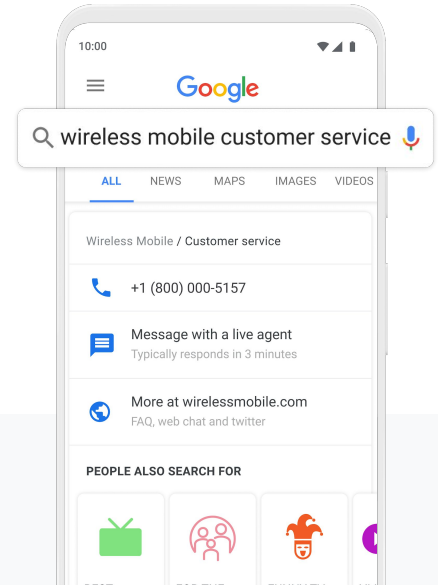 10:00
Google
wireless mobile customer service
ALL NEWS MAPS IMAGES VIDEOS
Wireless Mobile / Customer service
+1 (800) 000-5157
Message with a live agent
Typically responds in 3 minutes
More at wirelessmobile.com
FAQ, web chat and twitter
PEOPLE ALSO SEARCH FOR